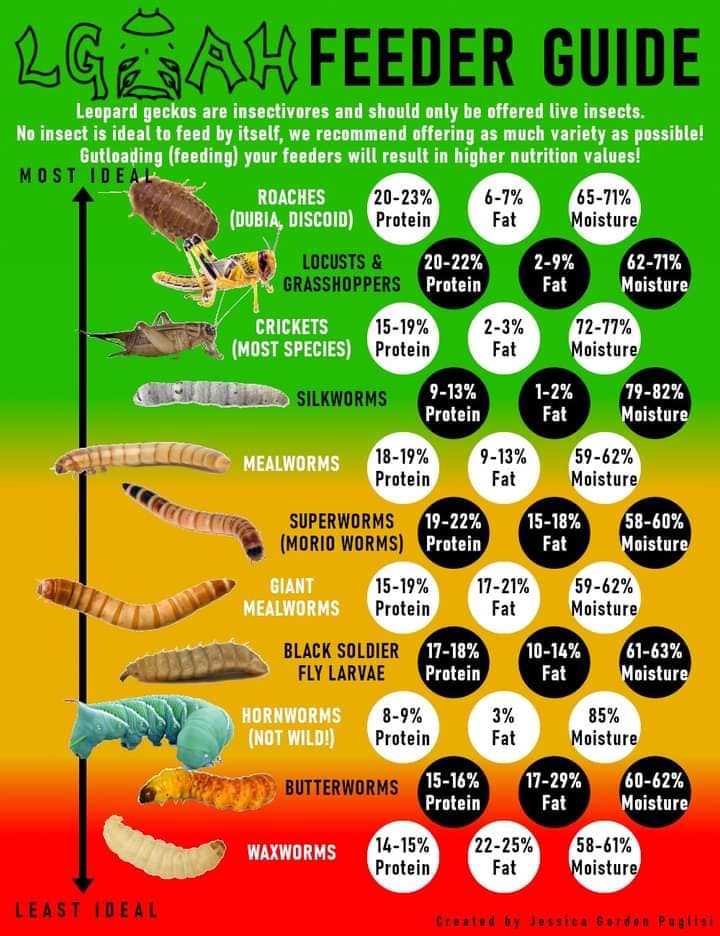 LGAH FEEDER GUIDE
Leopard geckos are insectivores and should only be offered live insects.
No insect is ideal to feed by itself, we recommend offering as much variety as possible!
Gutloading (feeding) your feeders will result in higher nutrition values!
MOST IDEAL
ROACHES
(DUBIA, DISCOID)
20-23%
Protein
6-7%
Fat
65-71%
Moisture
LOCUSTS &
GRASSHOPPERS
20-22%
Protein
2-9%
Fat
62-71%
Moisture
CRICKETS
(MOST SPECIES)
15-19%
Protein
2-3%
Fat
72-77%
Moisture
SILKWORMS
9-13%
Protein
1-2%
Fat
79-82%
Moisture
MEALWORMS
18-19%
Protein
9-13%
Fat
59-62%
Moisture
SUPERWORMS
(MORIO WORMS)
19-22%
Protein
15-18%
Fat
58-60%
Moisture
GIANT
MEALWORMS
15-19%
Protein
17-21%
Fat
59-62%
Moisture
BLACK SOLDIER
FLY LARVAE
17-18%
Protein
10-14%
Fat
61-63%
Moisture
HORNWORMS
(NOT WILD!)
8-9%
Protein
3%
Fat
85%
Moisture
BUTTERWORMS
15-16%
Protein
17-29%
Fat
60-62%
Moisture
WAXWORMS
14-15%
Protein
22-25%
Fat
58-61%
Moisture
LEAST IDEAL
Created by Jessica Gordon Puglisi